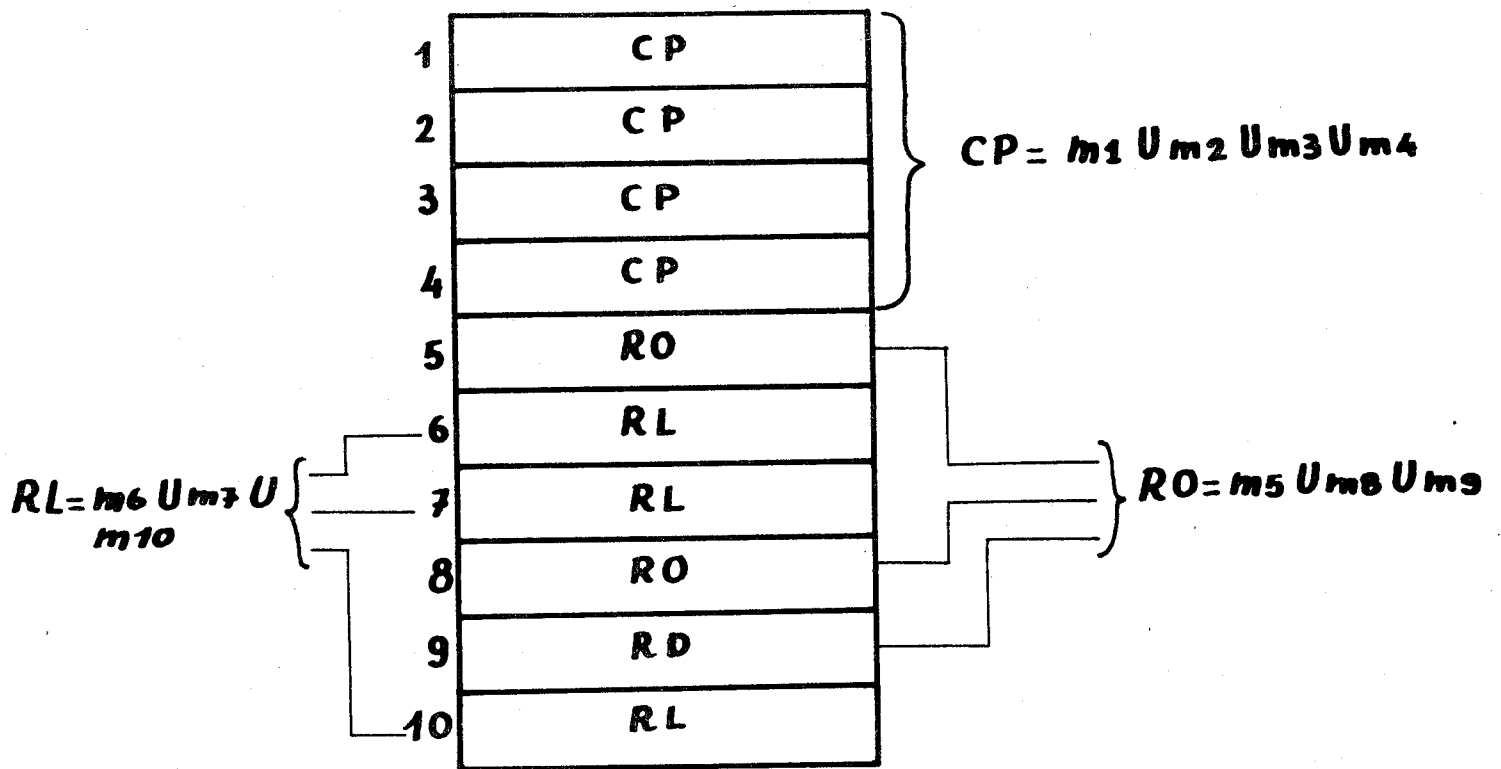 1 CP
2 CP
3 CP
4 CP
CP = m1 U m2 U m3 U m4
5 RO
6 RL
7 RL
8 RO
9 RD
10 RL
RL = m6 U m7 U
m10
RO = m5 U m8 U m9